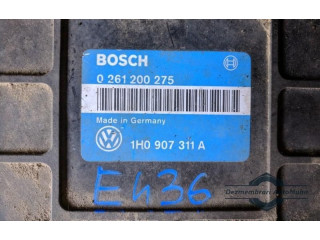 BOSCH
0 261 200 275
Made in Germany
1H0 907 311 A
E436